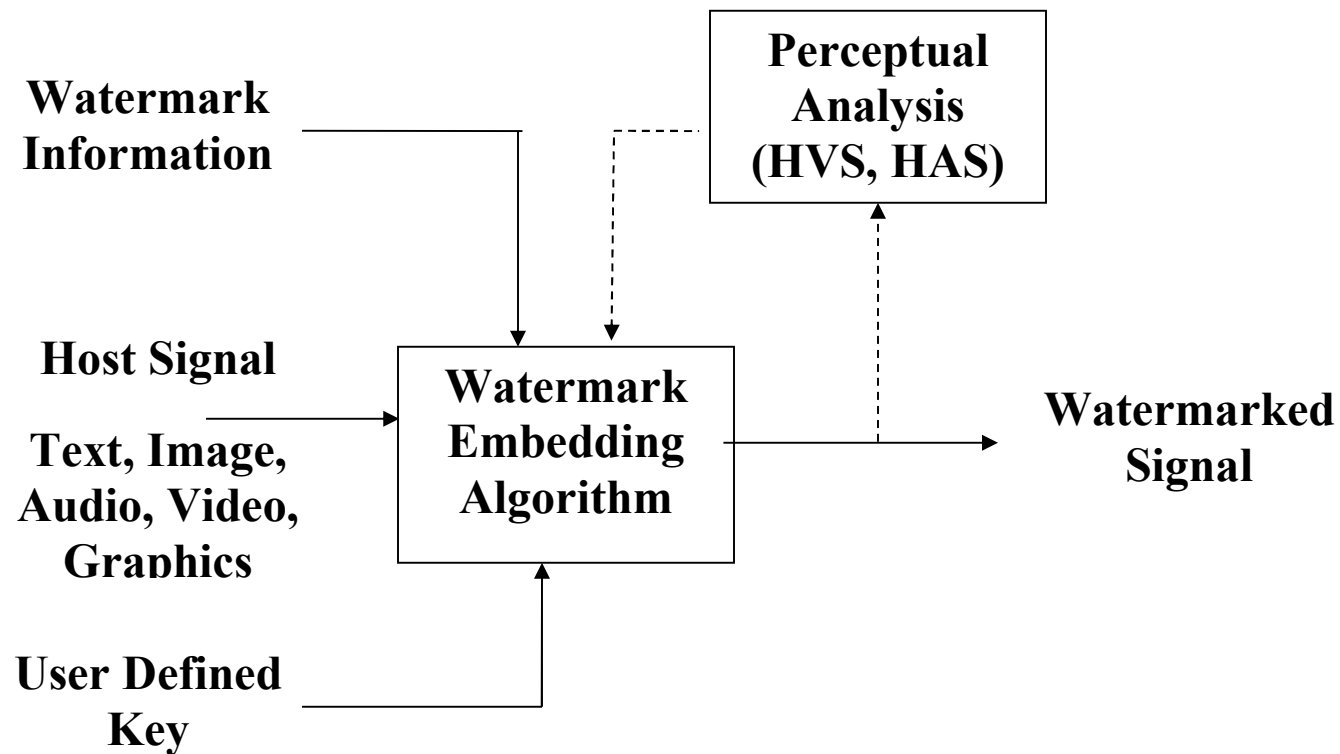 Perceptual
Analysis
(HVS, HAS)
Watermark
Information
Host Signal
Text, Image,
Audio, Video,
Graphics
Watermark
Embedding
Algorithm
Watermarked
Signal
User Defined
Key